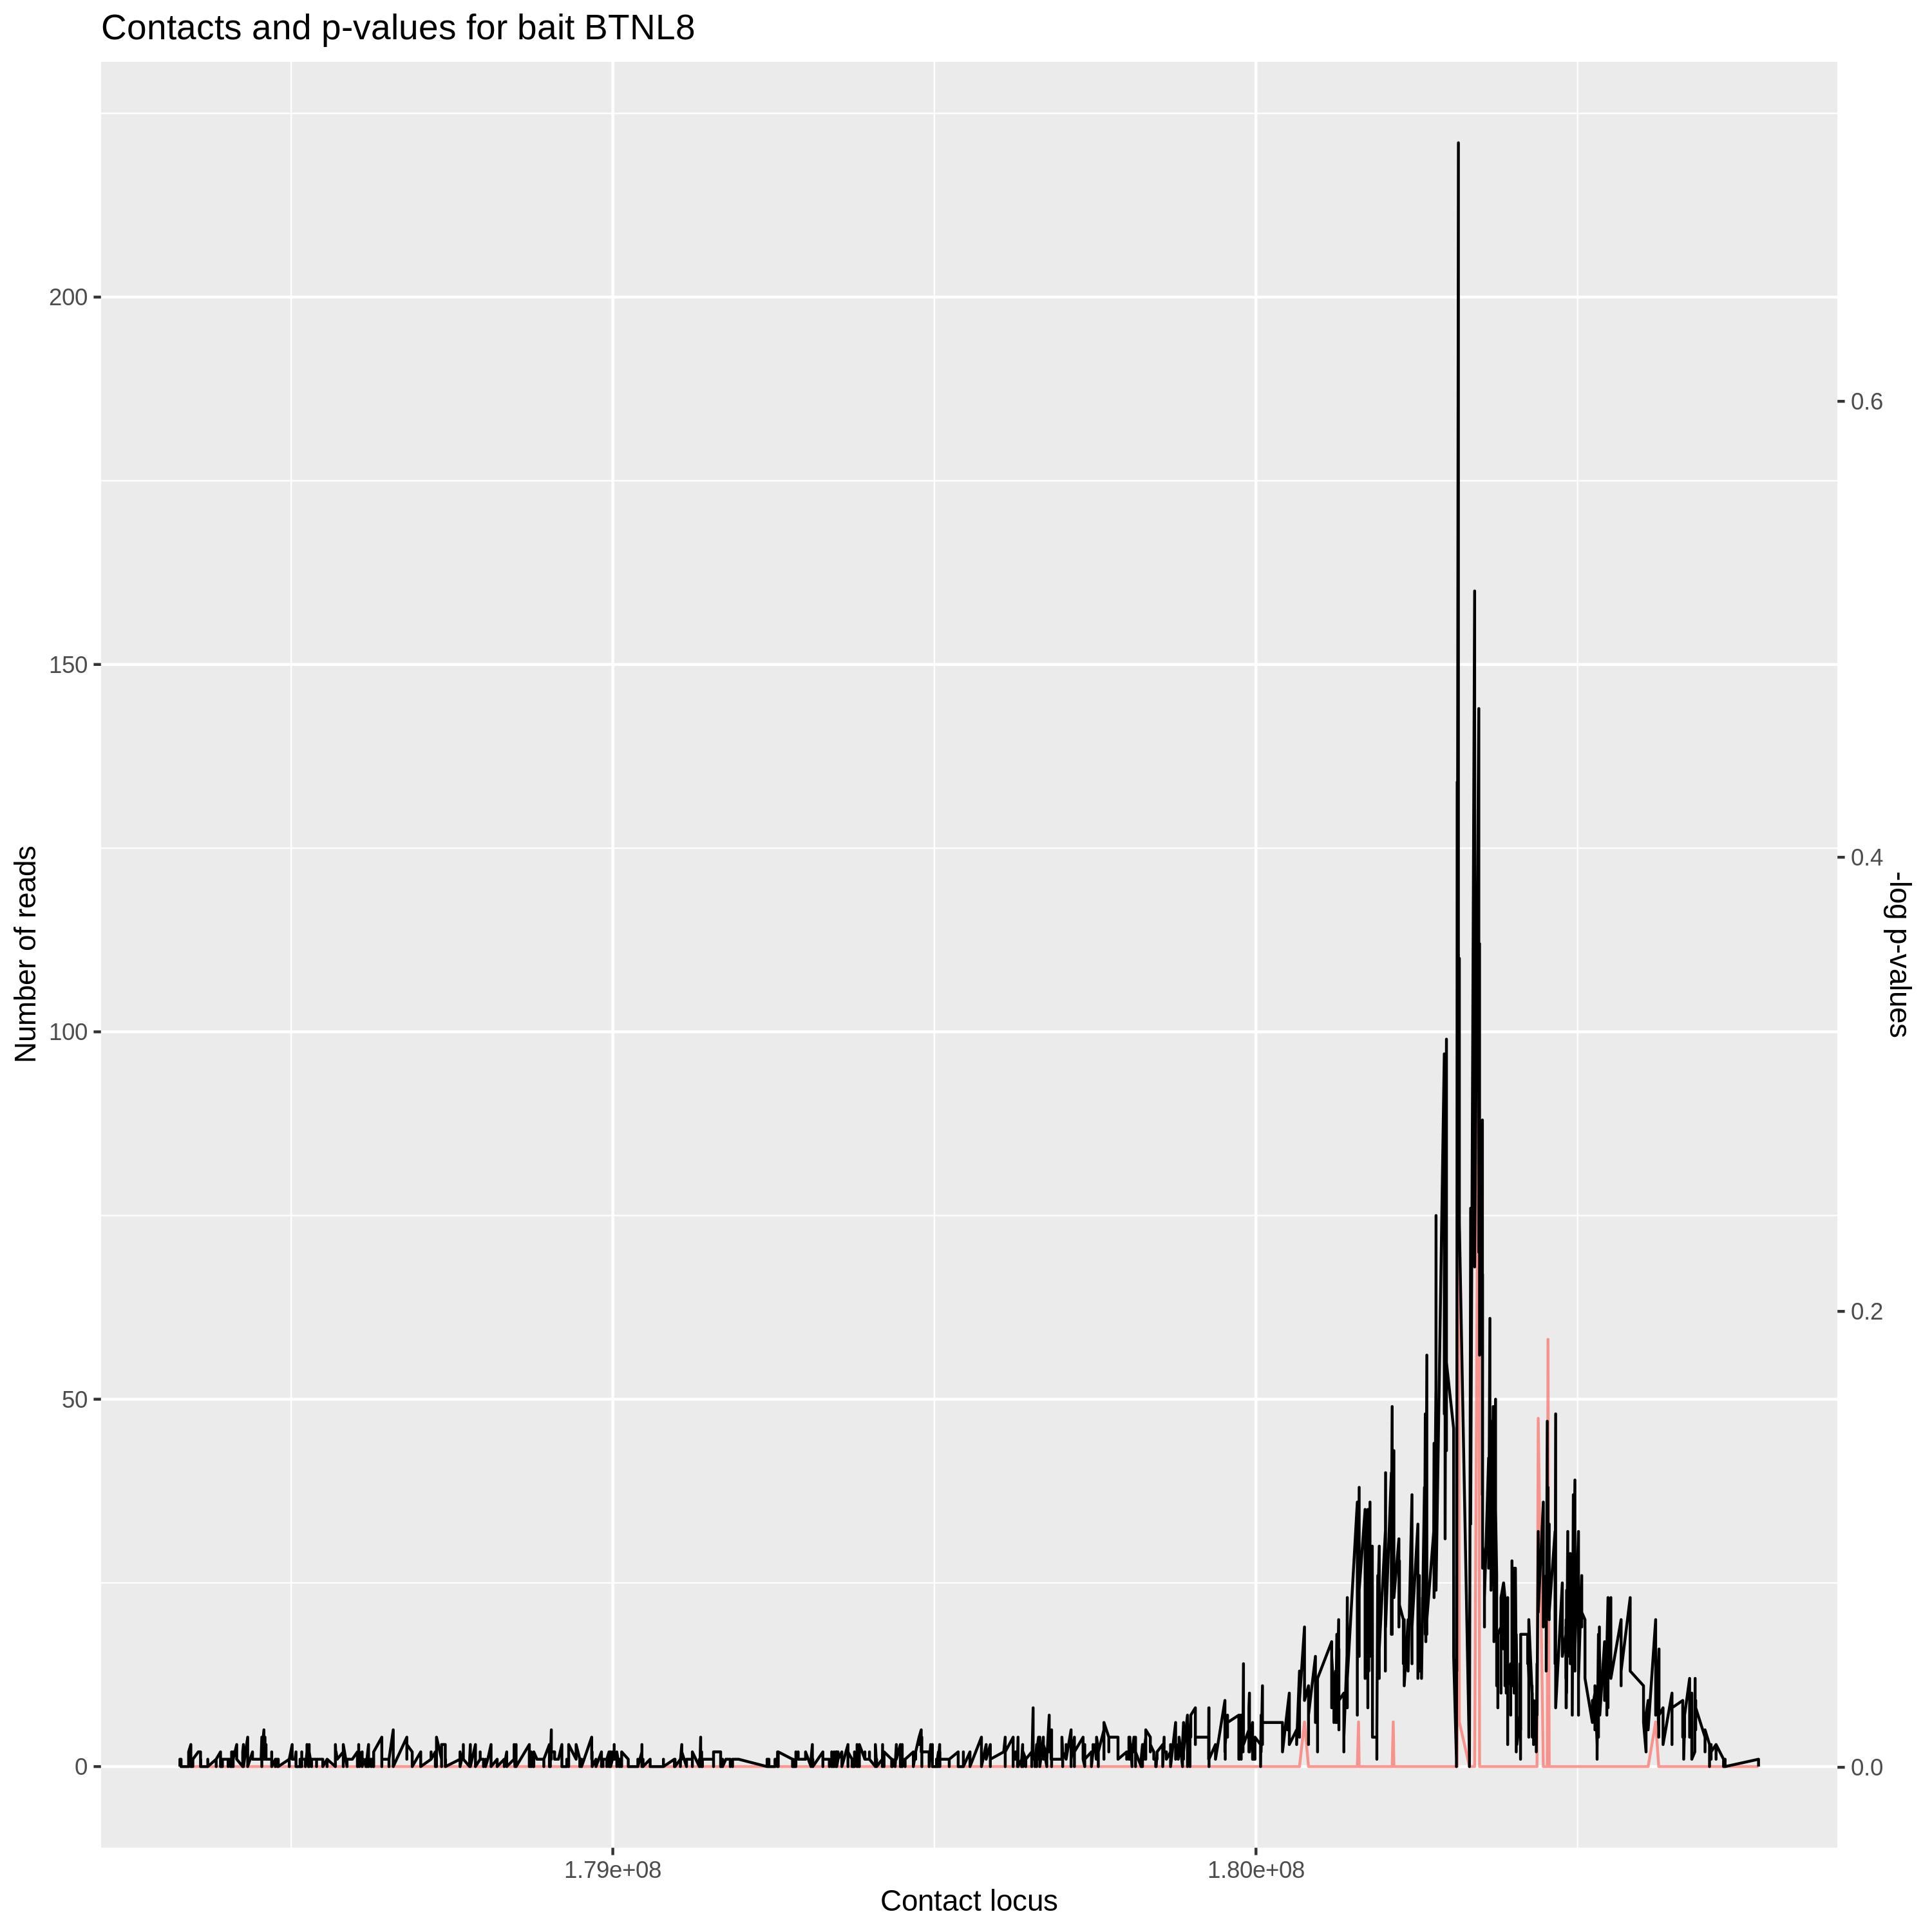 Contacts and p-values for bait BTNL8
200
150
100
50
0
Number of reads
0.6
0.4
0.2
0.0
-log p-values
1.79e+08
1.80e+08
Contact locus